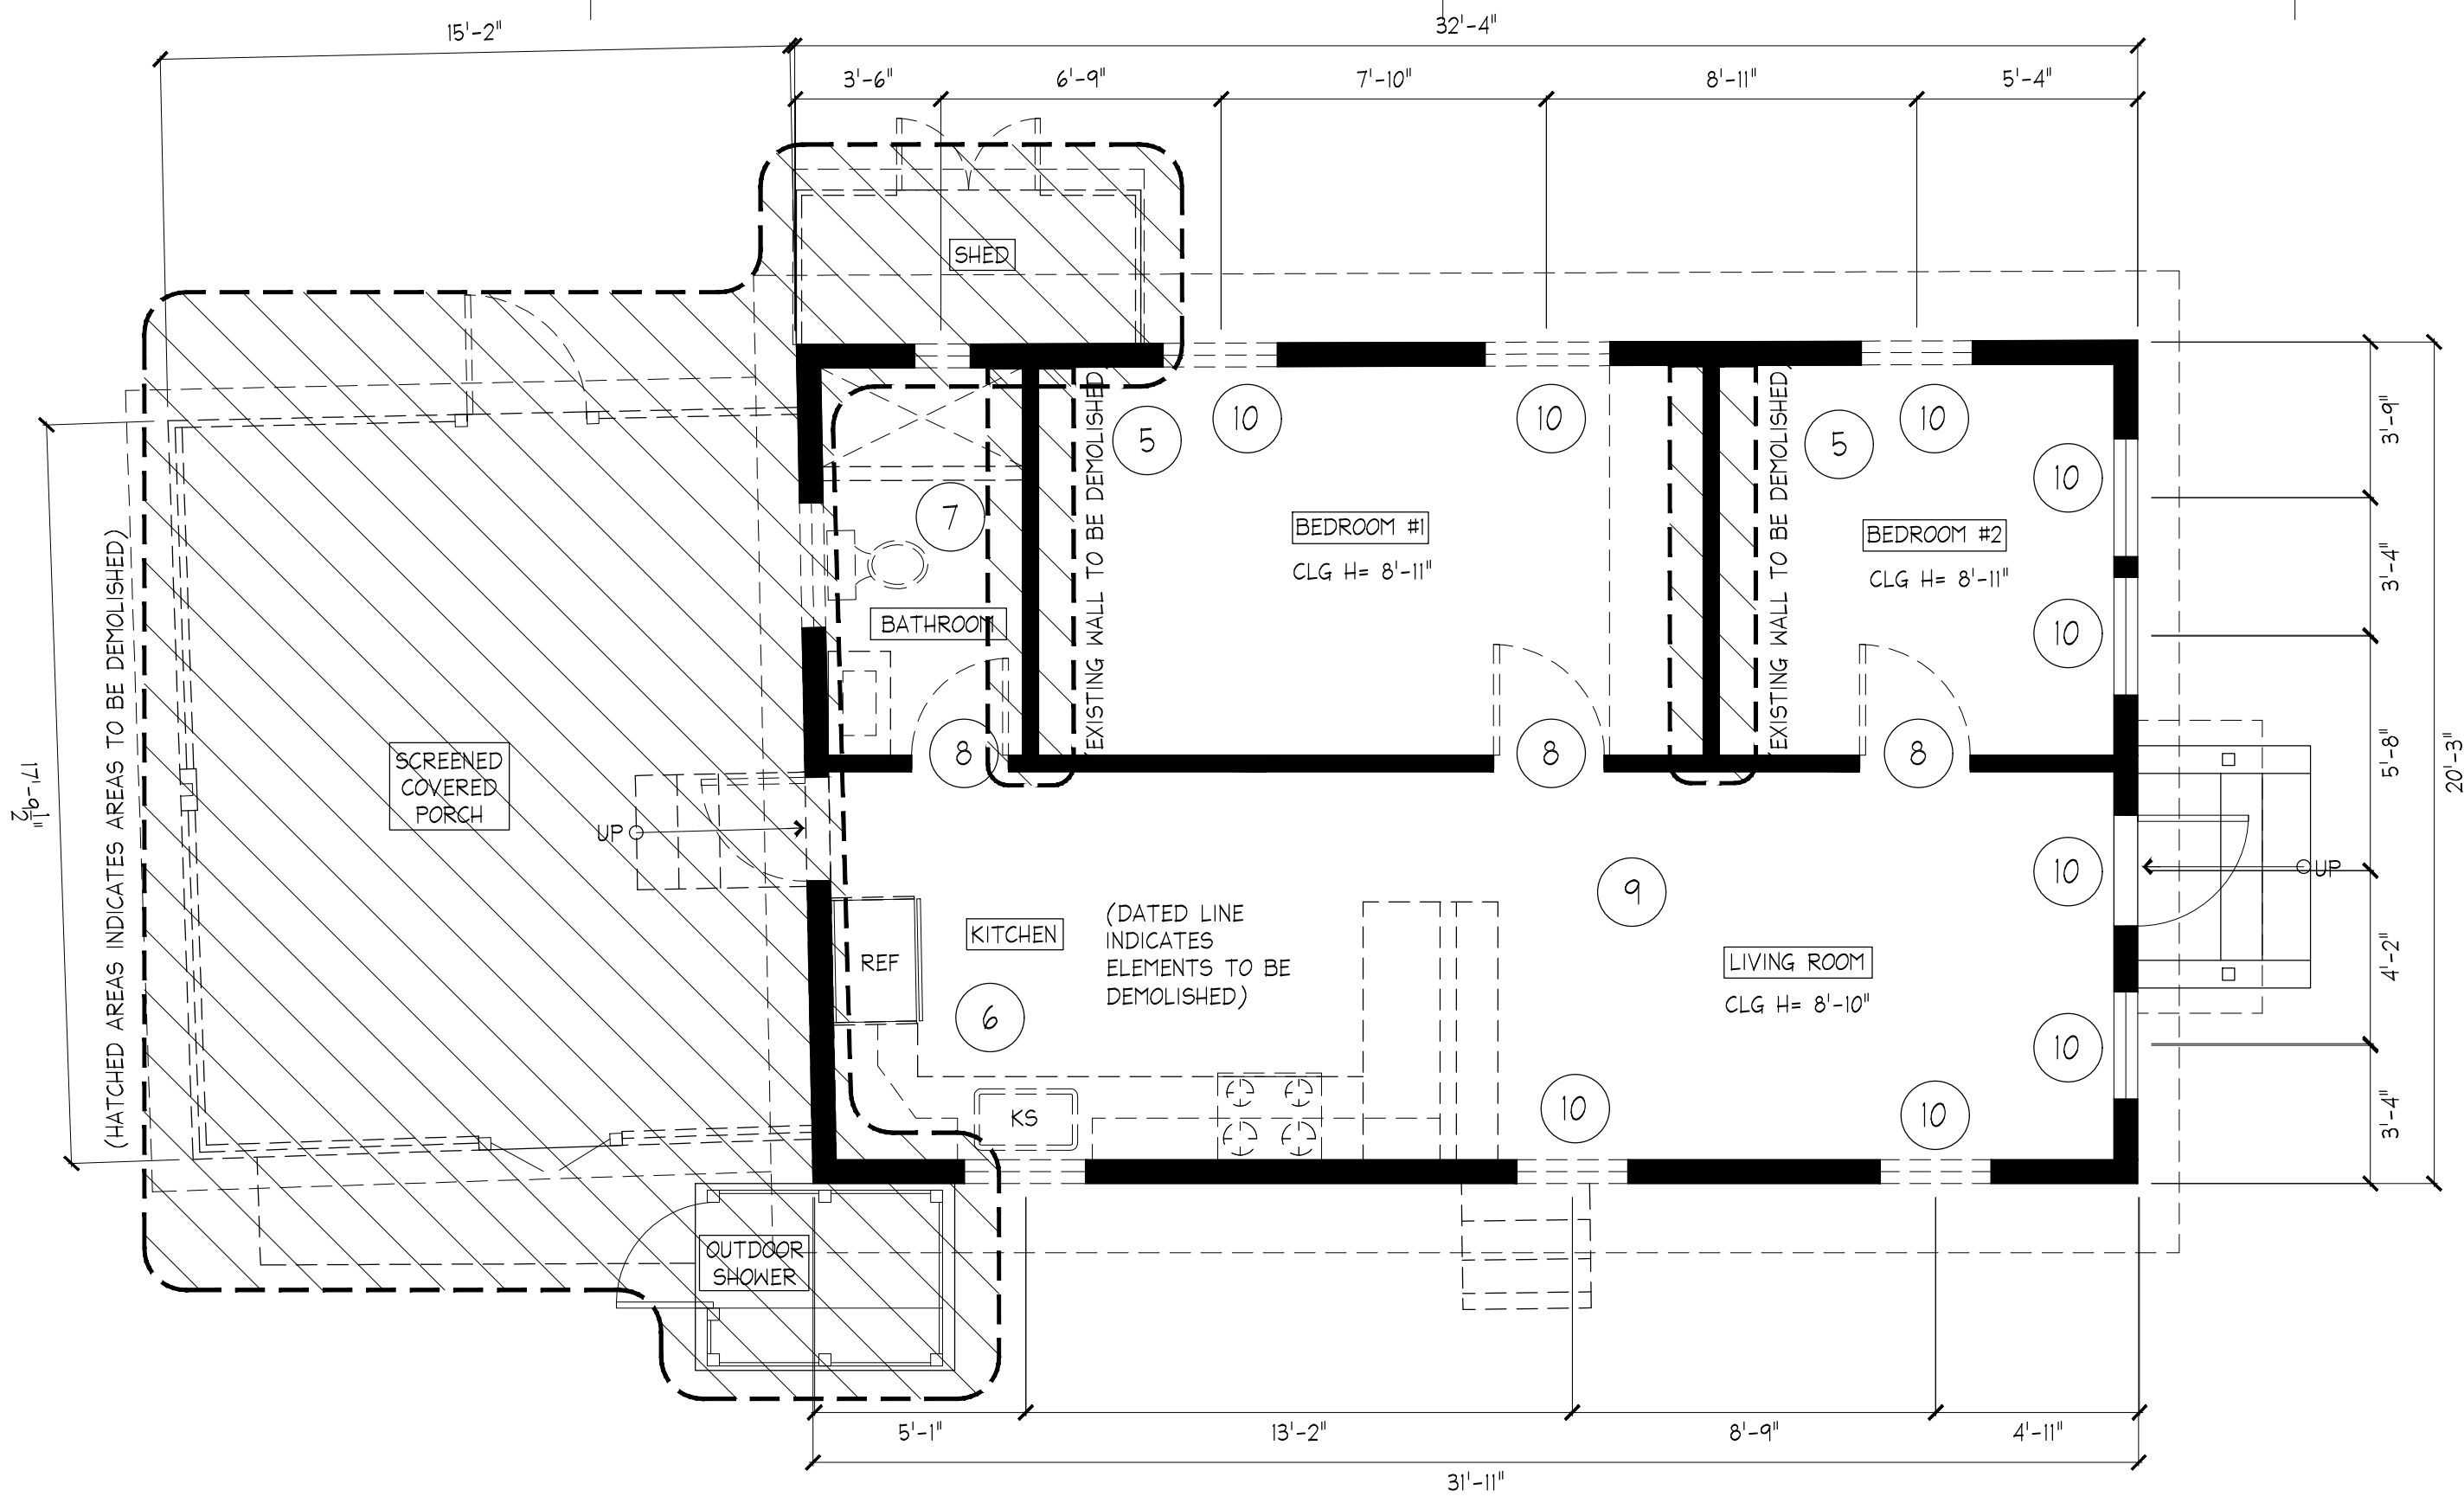 15'-2"
32'-4"
3'-6"
6'-9"
7'-10"
8'-11"
5'-4"
SHED
(HATCHED AREAS INDICATES AREAS TO BE DEMOLISHED)
17'-9½"
SCREENED
COVERED
PORCH
UP
7
BATHROOM
8
(EXISTING WALL TO BE DEMOLISHED)
5
10
10
BEDROOM #1
CLG H= 8'-11"
8
(EXISTING WALL TO BE DEMOLISHED)
5
10
10
BEDROOM #2
CLG H= 8'-11"
10
8
3'-9"
3'-4"
5'-8"
4'-2"
3'-4"
20'-3"
REF
KITCHEN
6
KS
(DATED LINE
INDICATES
ELEMENTS TO BE
DEMOLISHED)
9
LIVING ROOM
CLG H= 8'-10"
10
UP
10
10
10
OUTDOOR
SHOWER
5'-1"
13'-2"
8'-9"
4'-11"
31'-11"